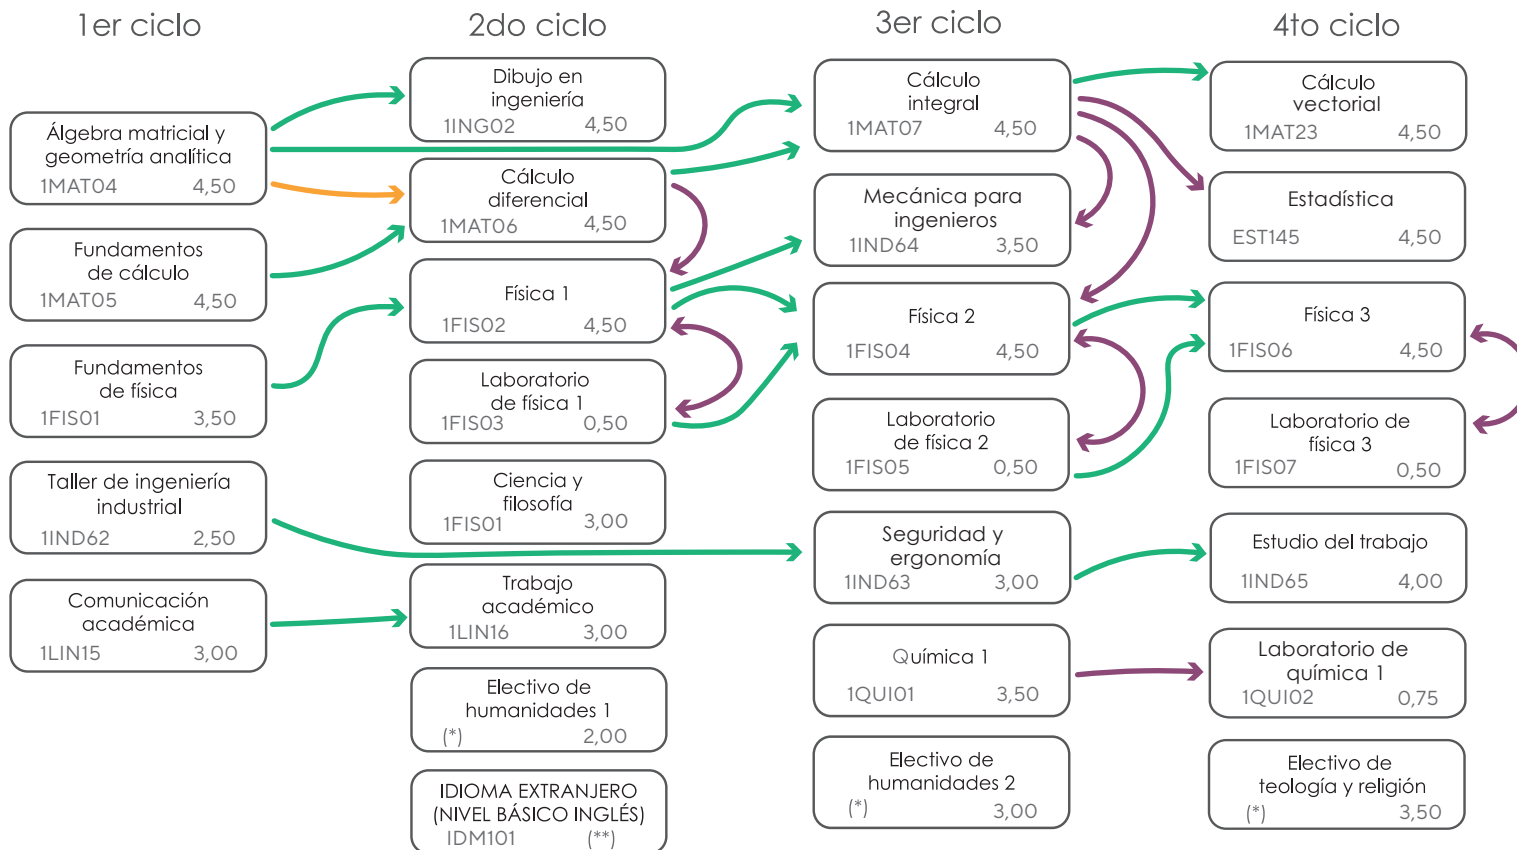 1er ciclo
Álgebra matricial y
geometría analítica
1MAT04 4,50
Fundamentos
de cálculo
1MAT05 4,50
Fundamentos
de física
1FIS01 3,50
Taller de ingeniería
industrial
1IND62 2,50
Comunicación
académica
1LIN15 3,00
2do ciclo
Dibujo en
ingeniería
1ING02 4,50
Cálculo
diferencial
1MAT06 4,50
Física 1
1FIS02 4,50
Laboratorio
de física 1
1FIS03 0,50
Ciencia y
filosofía
1FIS01 3,00
Trabajo
académico
1LIN16 3,00
Electivo de
humanidades 1
(*) 2,00
IDIOMA EXTRANJERO
(NIVEL BÁSICO INGLÉS)
IDM101 (**)
3er ciclo
Cálculo
integral
1MAT07 4,50
Mecánica para
ingenieros
1IND64 3,50
Física 2
1FIS04 4,50
Laboratorio
de física 2
1FIS05 0,50
Seguridad y
ergonomía
1IND63 3,00
Química 1
1QUI01 3,50
Electivo de
humanidades 2
(*) 3,00
4to ciclo
Cálculo
vectorial
1MAT23 4,50
Estadística
EST145 4,50
Física 3
1FIS06 4,50
Laboratorio de
física 3
1FIS07 0,50
Estudio del trabajo
1IND65 4,00
Laboratorio de
química 1
1QUI02 0,75
Electivo de
teología y religión
(*) 3,50